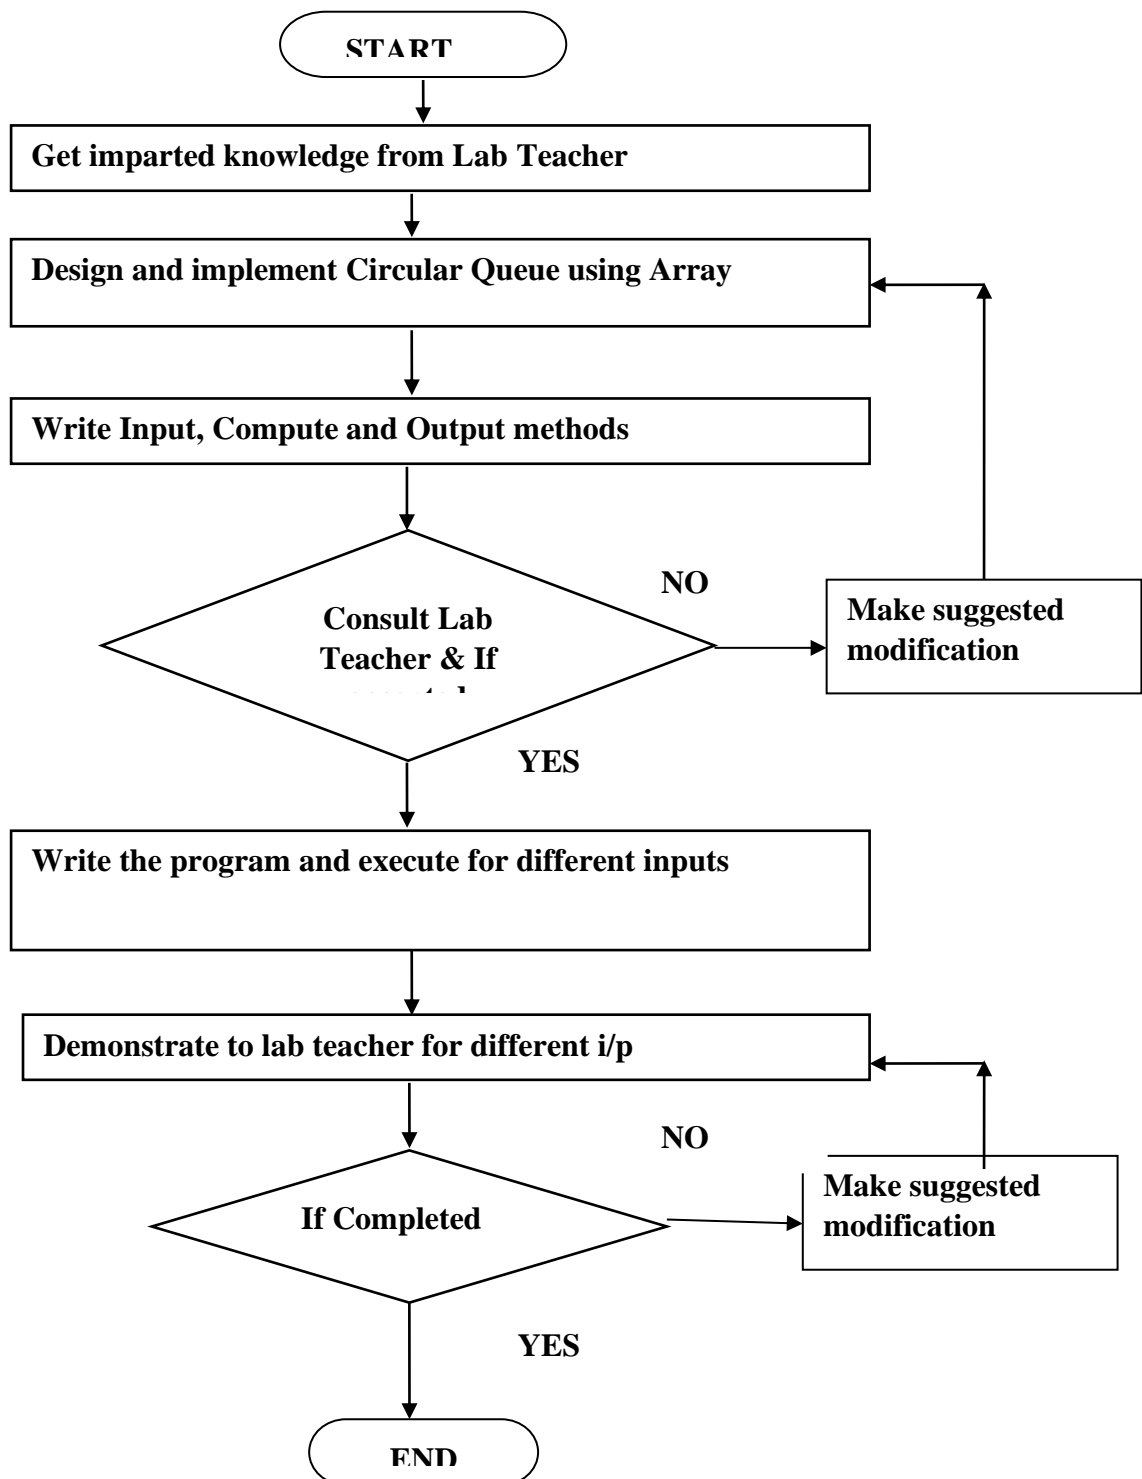 START
Get imparted knowledge from Lab Teacher
Design and implement Circular Queue using Array
Write Input, Compute and Output methods
NO
Consult Lab
Teacher & If
Make suggested
modification
YES
Write the program and execute for different inputs
Demonstrate to lab teacher for different i/p
NO
If Completed
Make suggested
modification
YES
END